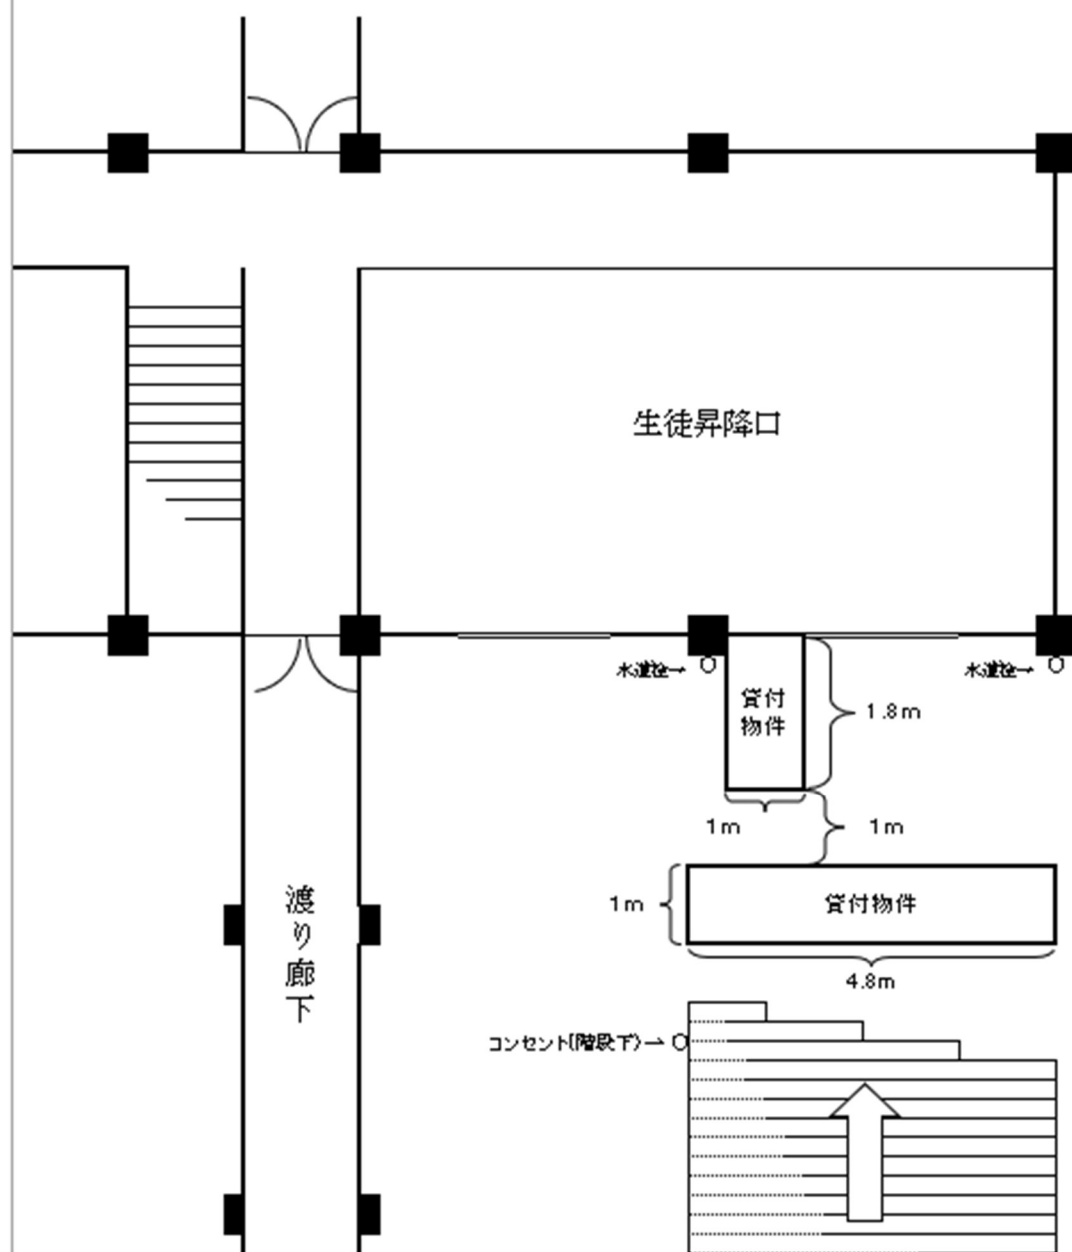 生徒昇降口
水道栓→
水道栓→
貸付
物件
1.8m
1m
1m
渡り廊下
1m
貸付物件
4.8m
コンセント(階段下)→